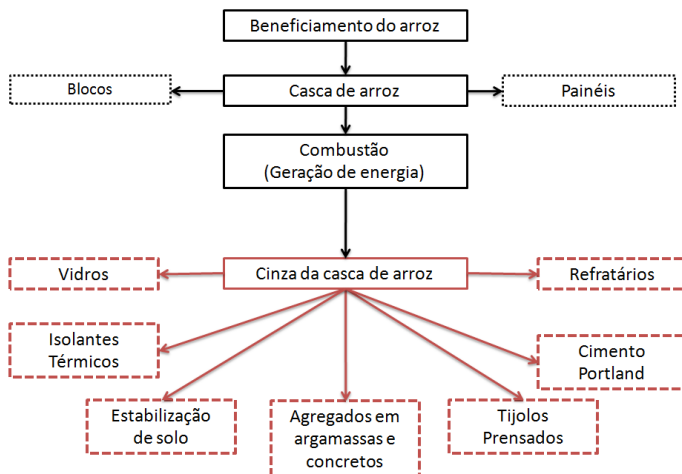 Beneficiamento do arroz
Blocos
Casca de arroz
Painéis
Combustão
(Geração de energia)
Vidros
Cinza da casca de arroz
Refratários
Isolantes
Térmicos
Cimento
Portland
Estabilização
de solo
Agregados em
argamassas e
concretos
Tijolos
Prensados